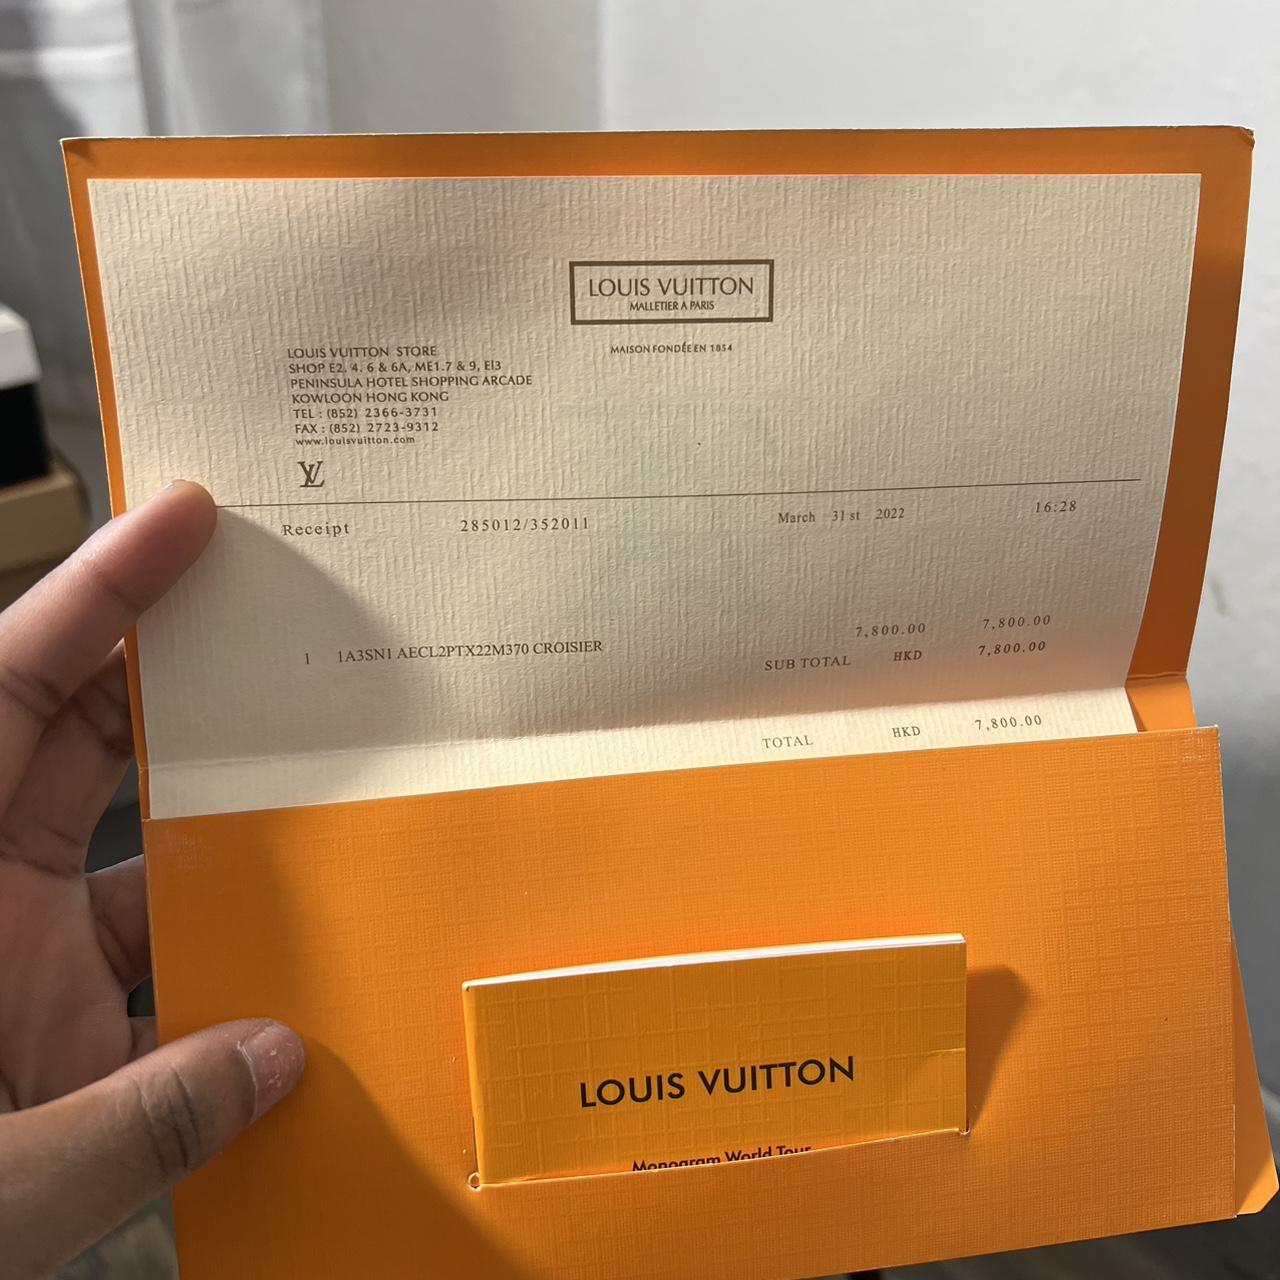 LOUIS VUITTON
MALLETIER A PARIS
MAISON FONDÉE EN 1854
LOUIS VUITTON STORE
SHOP E2. 4. 6 & 6A, ME1.7 & 9, El3
PENINSULA HOTEL SHOPPING ARCADE
KOWLOON HONG KONG
TEL : (852) 2366-3731
FAX : (852) 2723-9312
www.louisvuitton.com
LV
Receipt 285012/352011 March 31st 2022 16:28
1 1A3SN1 AECL2PTX22M370 CROISIER 7,800.00 7,800.00
SUB TOTAL HKD 7,800.00
TOTAL HKD 7,800.00
LOUIS VUITTON
Monogram World Tour